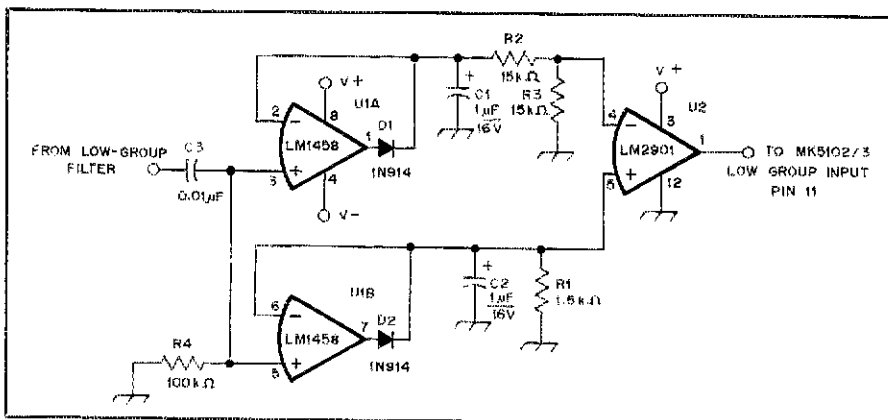 R2
15kΩ
V+
C1
1µF
16V
R3
15kΩ
V+
U2
U1A
D1
1N914
2
8
LM1458
1
3
4
V-
4
3
LM2901
1
5
12
FROM LOW-GROUP
FILTER
C3
0.01µF
TO MK5102/3
LOW GROUP INPUT
PIN 11
U1B
D2
1N914
6
7
LM1458
5
C2
1µF
16V
R1
1.5kΩ
R4
100kΩ